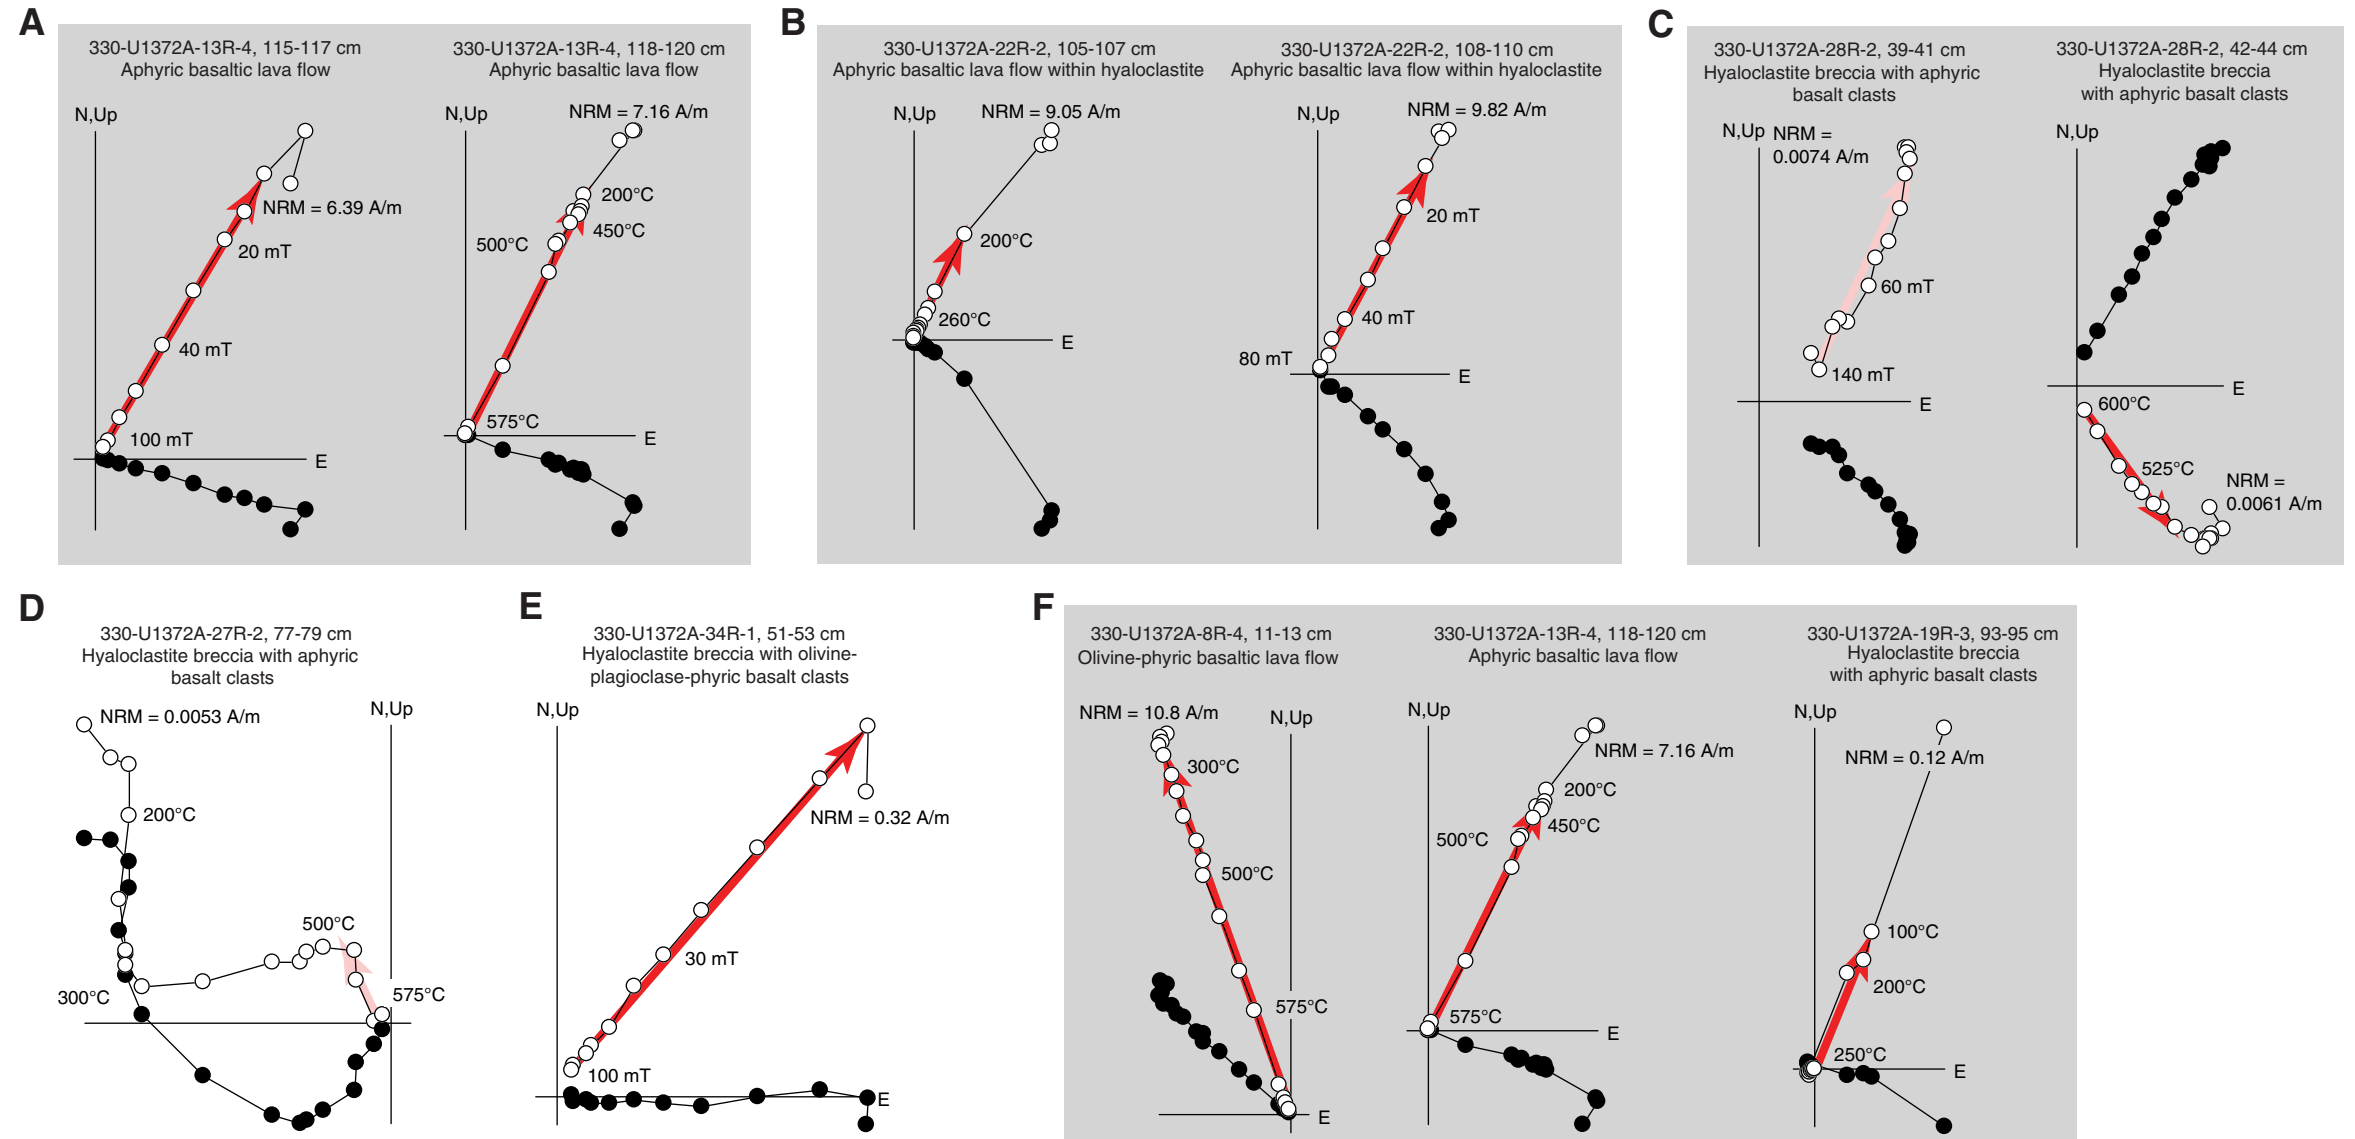 A
330-U1372A-13R-4, 115-117 cm
Aphyric basaltic lava flow
N,Up
NRM = 6.39 A/m
20 mT
40 mT
100 mT
E
330-U1372A-13R-4, 118-120 cm
Aphyric basaltic lava flow
N,Up
NRM = 7.16 A/m
200°C
450°C
500°C
575°C
E
B
330-U1372A-22R-2, 105-107 cm
Aphyric basaltic lava flow within hyaloclastite
N,Up
NRM = 9.05 A/m
200°C
260°C
E
330-U1372A-22R-2, 108-110 cm
Aphyric basaltic lava flow within hyaloclastite
N,Up
NRM = 9.82 A/m
20 mT
40 mT
80 mT
E
C
330-U1372A-28R-2, 39-41 cm
Hyaloclastite breccia with aphyric
basalt clasts
N,Up
NRM =
0.0074 A/m
60 mT
140 mT
E
330-U1372A-28R-2, 42-44 cm
Hyaloclastite breccia
with aphyric basalt clasts
N,Up
E
600°C
525°C
NRM =
0.0061 A/m
D
330-U1372A-27R-2, 77-79 cm
Hyaloclastite breccia with aphyric
basalt clasts
NRM = 0.0053 A/m
N,Up
200°C
500°C
300°C
575°C
E
330-U1372A-34R-1, 51-53 cm
Hyaloclastite breccia with olivine-
plagioclase-phyric basalt clasts
N,Up
NRM = 0.32 A/m
30 mT
100 mT
E
F
330-U1372A-8R-4, 11-13 cm
Olivine-phyric basaltic lava flow
NRM = 10.8 A/m
N,Up
300°C
500°C
575°C
E
330-U1372A-13R-4, 118-120 cm
Aphyric basaltic lava flow
N,Up
NRM = 7.16 A/m
200°C
450°C
500°C
575°C
E
330-U1372A-19R-3, 93-95 cm
Hyaloclastite breccia
with aphyric basalt clasts
N,Up
NRM = 0.12 A/m
100°C
200°C
250°C
E